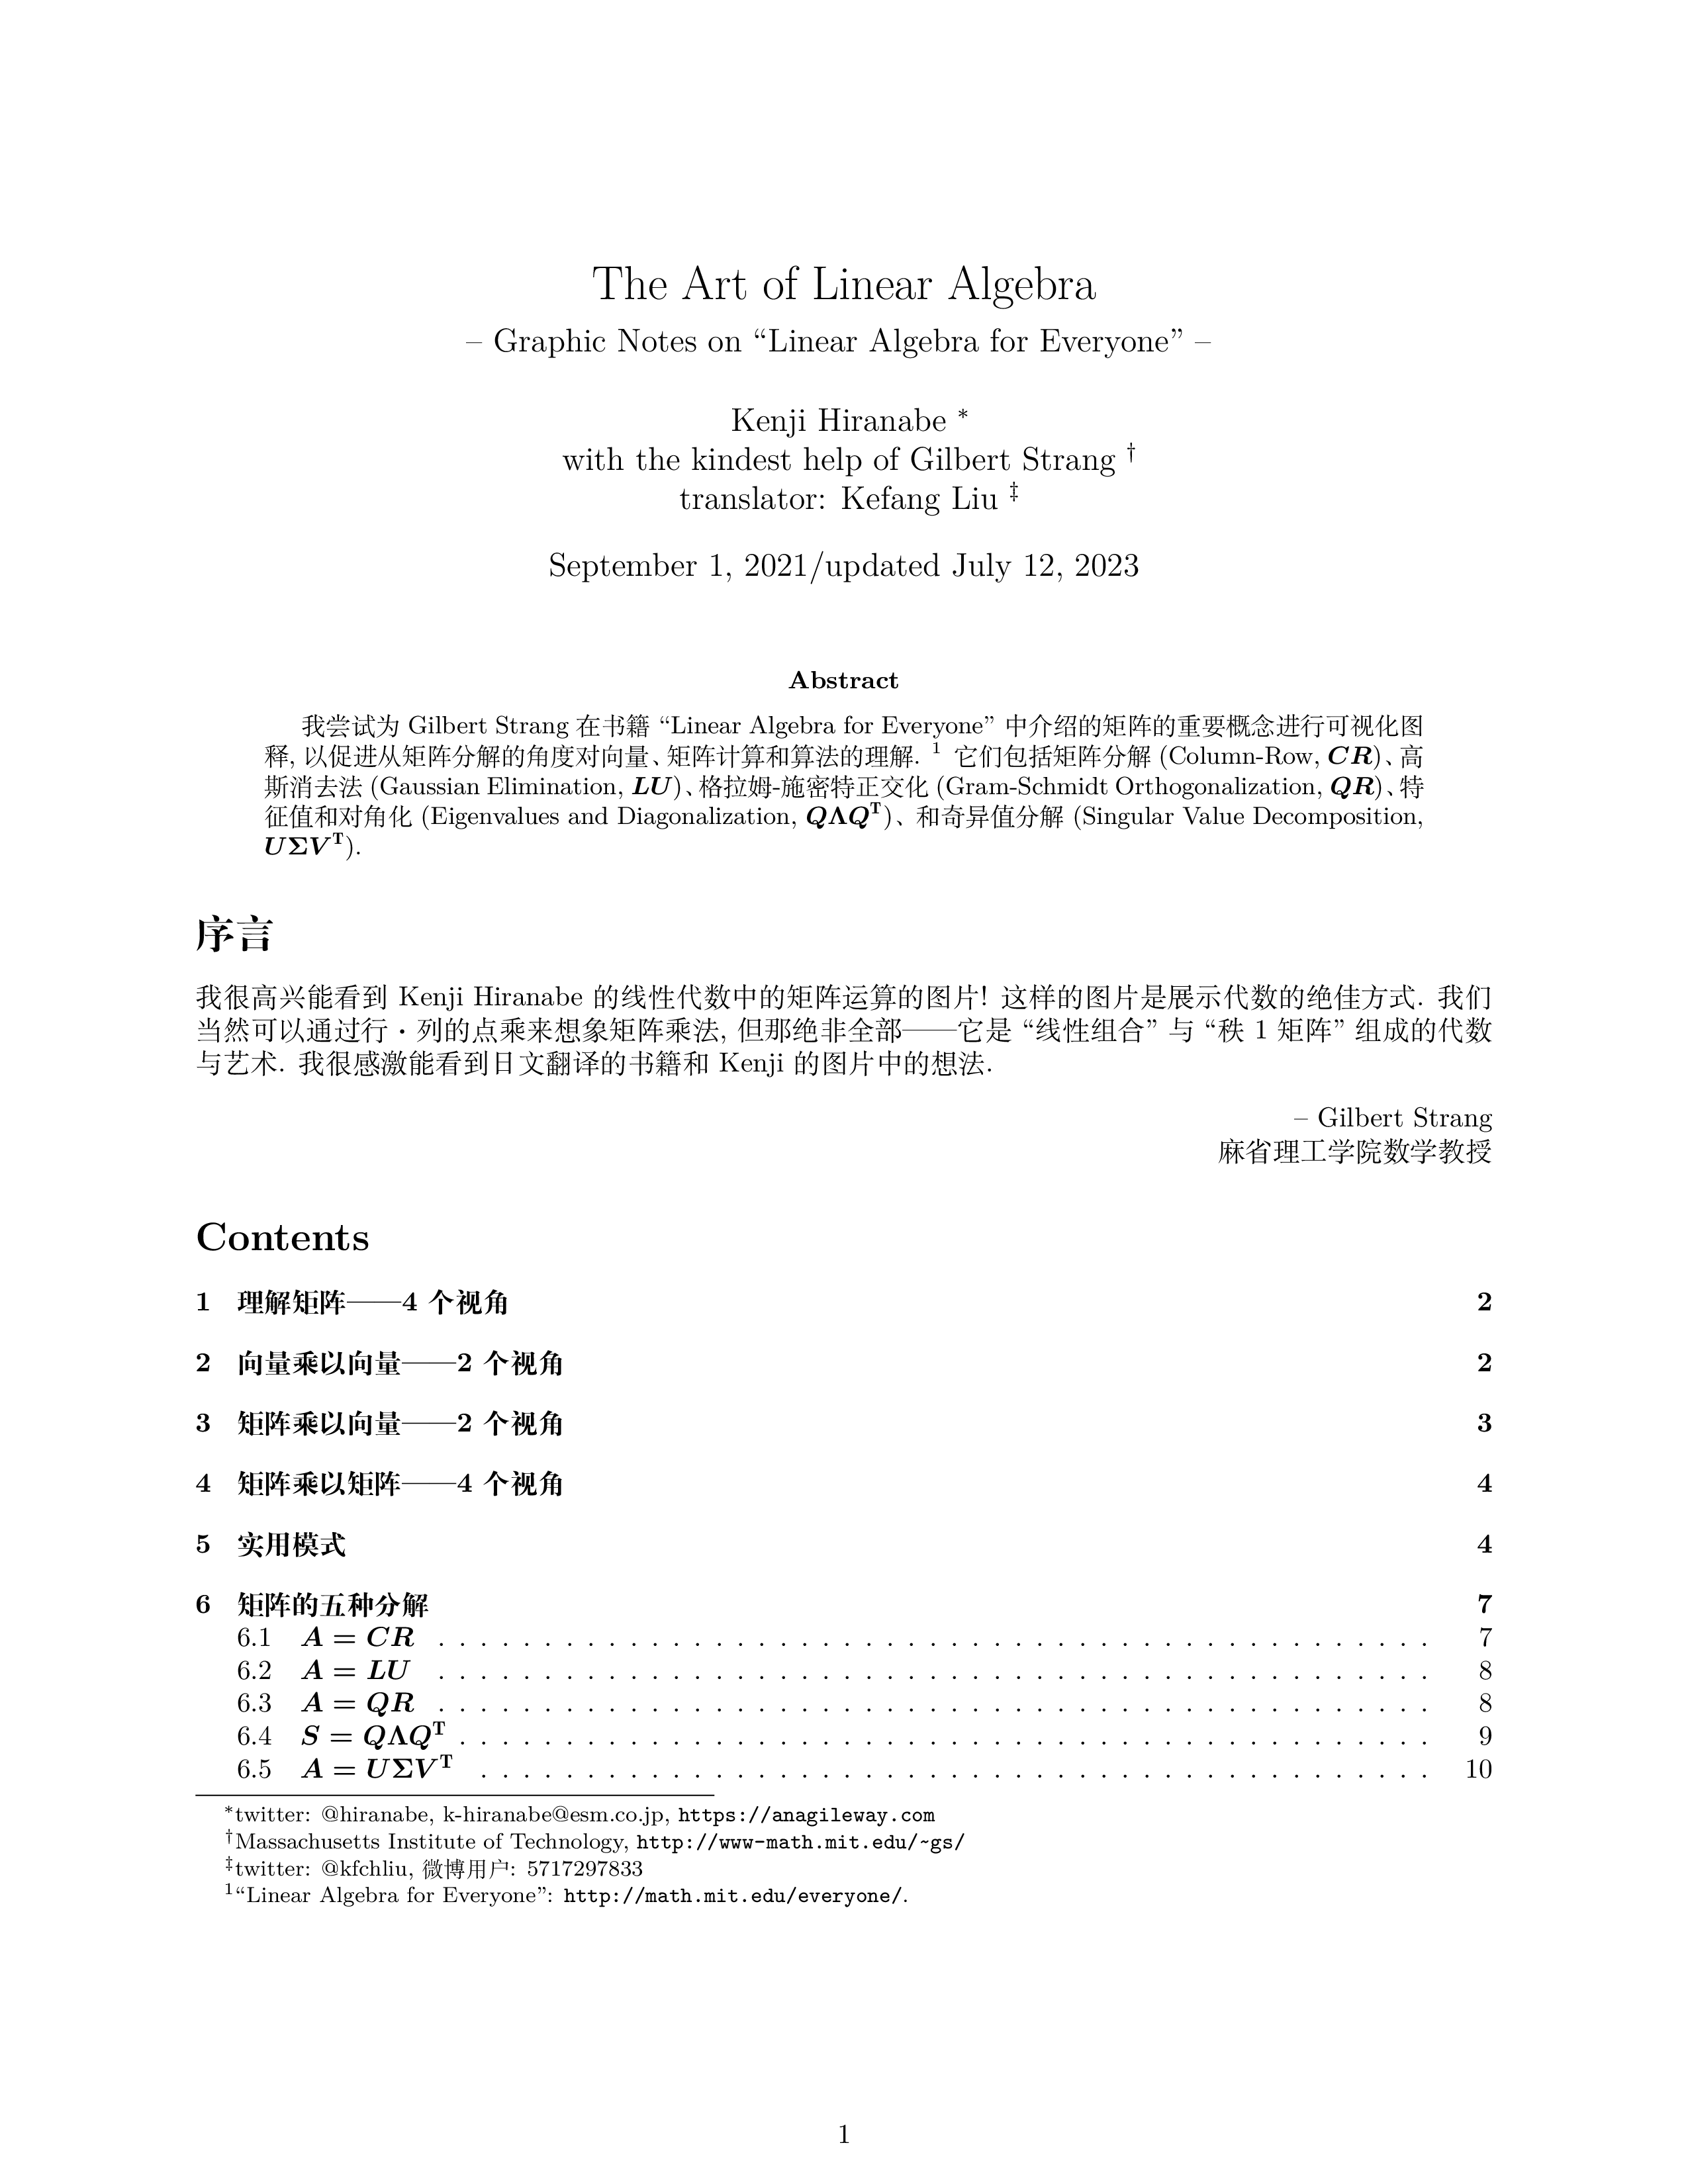 The Art of Linear Algebra
– Graphic Notes on “Linear Algebra for Everyone” –
Kenji Hiranabe *
with the kindest help of Gilbert Strang †
translator: Kefang Liu ‡
September 1, 2021/updated July 12, 2023
Abstract
我尝试为 Gilbert Strang 在书籍 “Linear Algebra for Everyone” 中介绍的矩阵的重要概念进行可视化图
释, 以促进从矩阵分解的角度对向量、矩阵计算和算法的理解. 1 它们包括矩阵分解 (Column-Row, CR)、高
斯消去法 (Gaussian Elimination, LU)、格拉姆-施密特正交化 (Gram-Schmidt Orthogonalization, QR)、特
征值和对角化 (Eigenvalues and Diagonalization, QΛQᵀ)、和奇异值分解 (Singular Value Decomposition,
UΣVᵀ).
序言
我很高兴能看到 Kenji Hiranabe 的线性代数中的矩阵运算的图片! 这样的图片是展示代数的绝佳方式. 我们
当然可以通过行 · 列的点乘来想象矩阵乘法, 但那绝非全部——它是 “线性组合” 与 “秩 1 矩阵” 组成的代数
与艺术. 我很感激能看到日文翻译的书籍和 Kenji 的图片中的想法.
– Gilbert Strang
麻省理工学院数学教授
Contents
1 理解矩阵——4 个视角 2
2 向量乘以向量——2 个视角 2
3 矩阵乘以向量——2 个视角 3
4 矩阵乘以矩阵——4 个视角 4
5 实用模式 4
6 矩阵的五种分解 7
6.1 A = CR . . . . . . . . . . . . . . . . . . . . . . . . . . . . . . . . . . . . . . . . . . . . . . . 7
6.2 A = LU . . . . . . . . . . . . . . . . . . . . . . . . . . . . . . . . . . . . . . . . . . . . . . . 8
6.3 A = QR . . . . . . . . . . . . . . . . . . . . . . . . . . . . . . . . . . . . . . . . . . . . . . . 8
6.4 S = QΛQᵀ . . . . . . . . . . . . . . . . . . . . . . . . . . . . . . . . . . . . . . . . . . . . . . 9
6.5 A = UΣVᵀ . . . . . . . . . . . . . . . . . . . . . . . . . . . . . . . . . . . . . . . . . . . . . 10
*twitter: @hiranabe, k-hiranabe@esm.co.jp, https://anagileway.com
†Massachusetts Institute of Technology, http://www-math.mit.edu/~gs/
‡twitter: @kfchliu, 微博用户: 5717297833
1“Linear Algebra for Everyone”: http://math.mit.edu/everyone/.
1